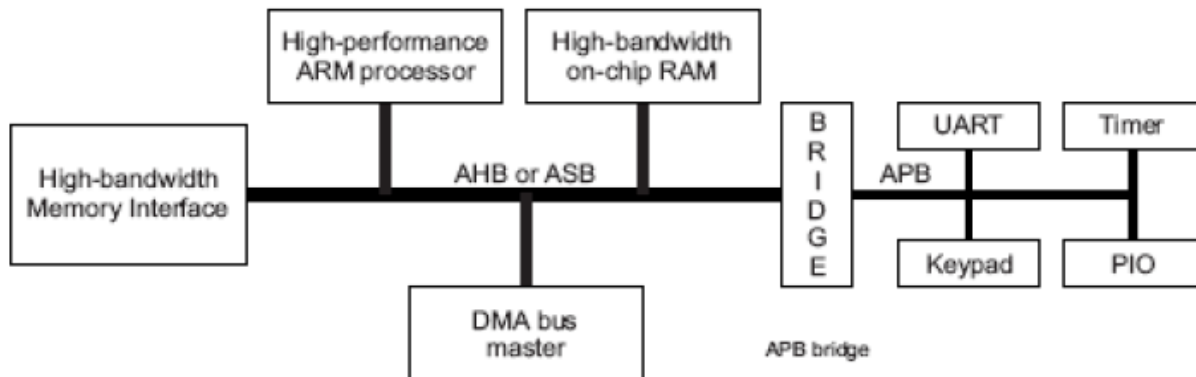 High-performance
ARM processor
High-bandwidth
on-chip RAM
High-bandwidth
Memory Interface
AHB or ASB
B
R
I
D
G
E
APB
UART
Timer
Keypad
PIO
DMA bus
master
APB bridge